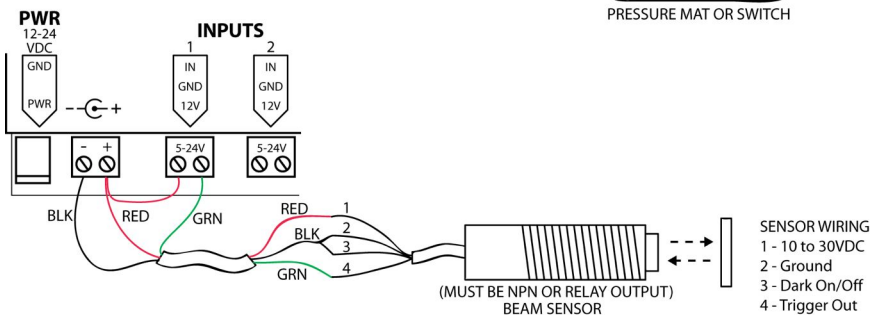 PRESSURE MAT OR SWITCH
PWR
12-24
VDC
GND
PWR
- +
INPUTS
1
IN
GND
12V
2
IN
GND
12V
- +
5-24V
5-24V
BLK
RED
GRN
RED
BLK
GRN
1
2
3
4
(MUST BE NPN OR RELAY OUTPUT)
BEAM SENSOR
SENSOR WIRING
1 - 10 to 30VDC
2 - Ground
3 - Dark On/Off
4 - Trigger Out